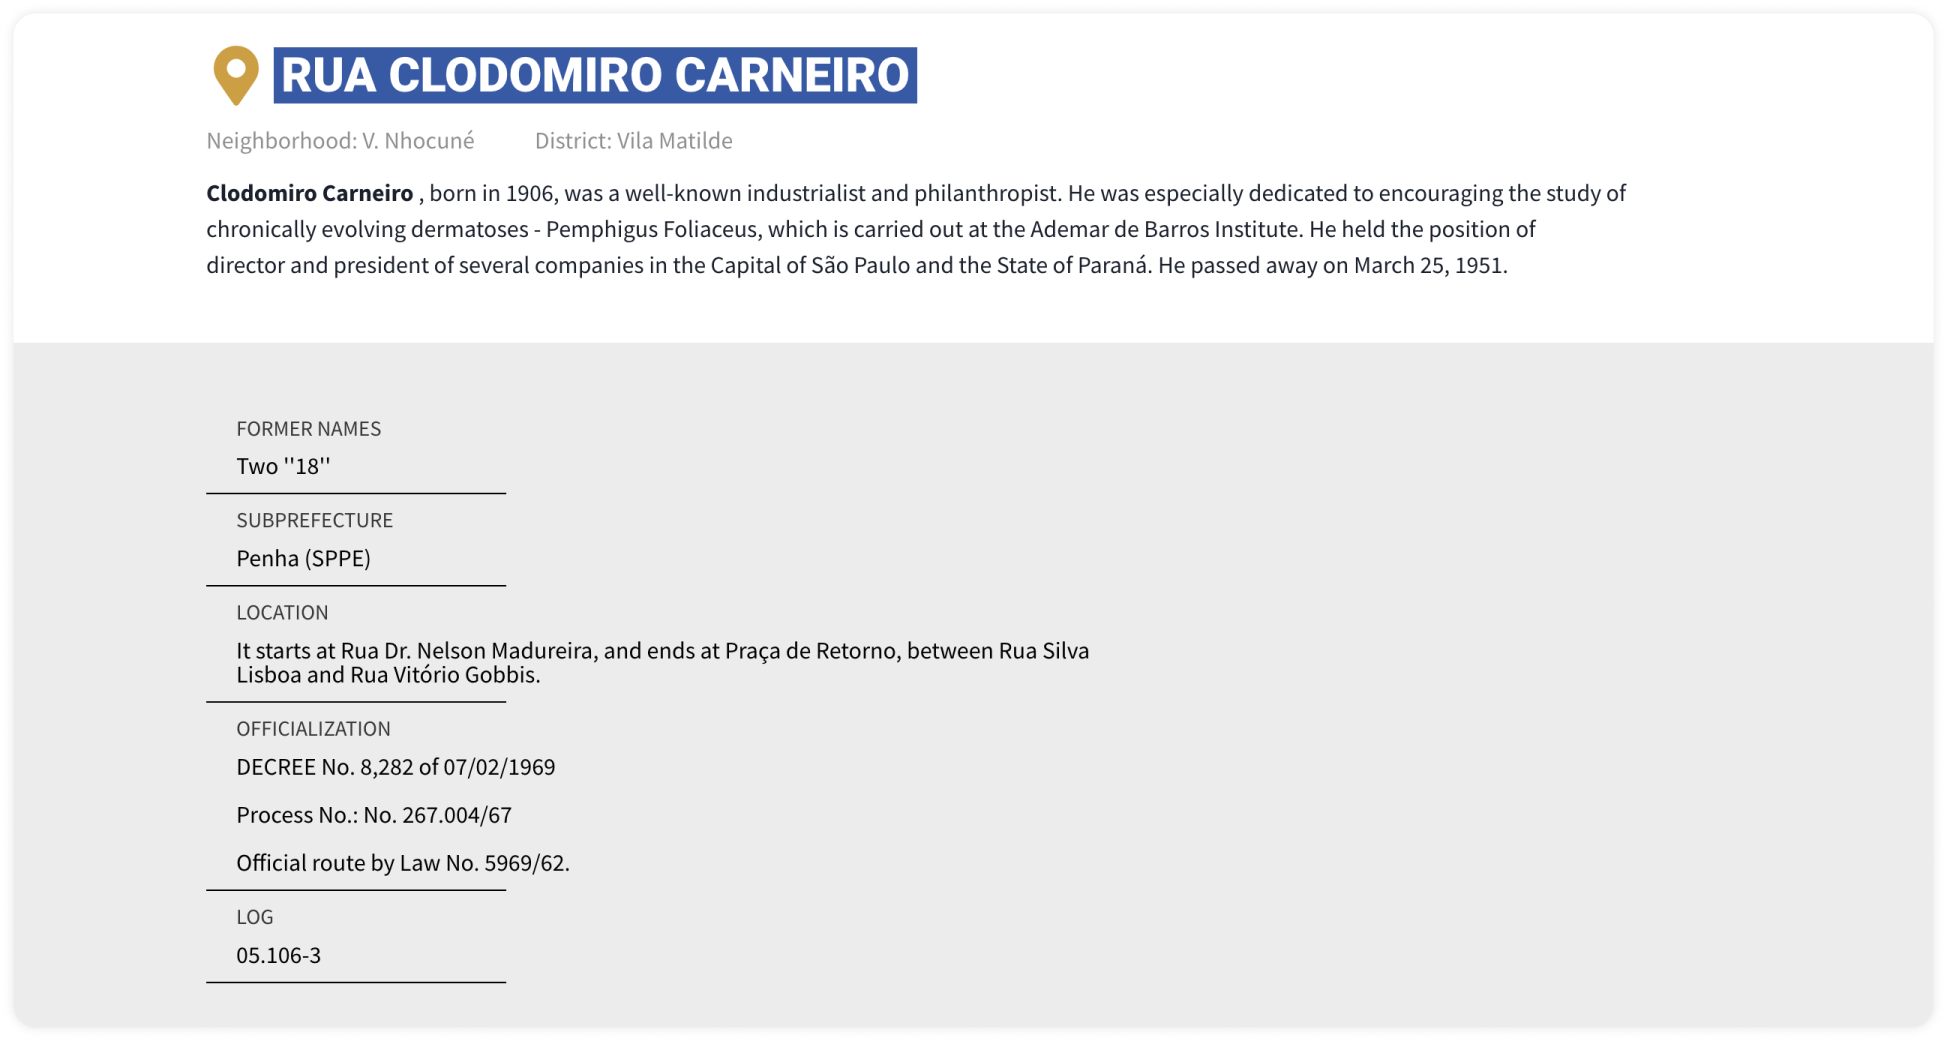 RUA CLODOMIRO CARNEIRO
Neighborhood: V. Nhocuné District: Vila Matilde
Clodomiro Carneiro , born in 1906, was a well-known industrialist and philanthropist. He was especially dedicated to encouraging the study of
chronically evolving dermatoses - Pemphigus Foliaceus, which is carried out at the Ademar de Barros Institute. He held the position of
director and president of several companies in the Capital of São Paulo and the State of Paraná. He passed away on March 25, 1951.
FORMER NAMES
Two ''18''
SUBPREFECTURE
Penha (SPPE)
LOCATION
It starts at Rua Dr. Nelson Madureira, and ends at Praça de Retorno, between Rua Silva
Lisboa and Rua Vitório Gobbis.
OFFICIALIZATION
DECREE No. 8,282 of 07/02/1969
Process No.: No. 267.004/67
Official route by Law No. 5969/62.
LOG
05.106-3